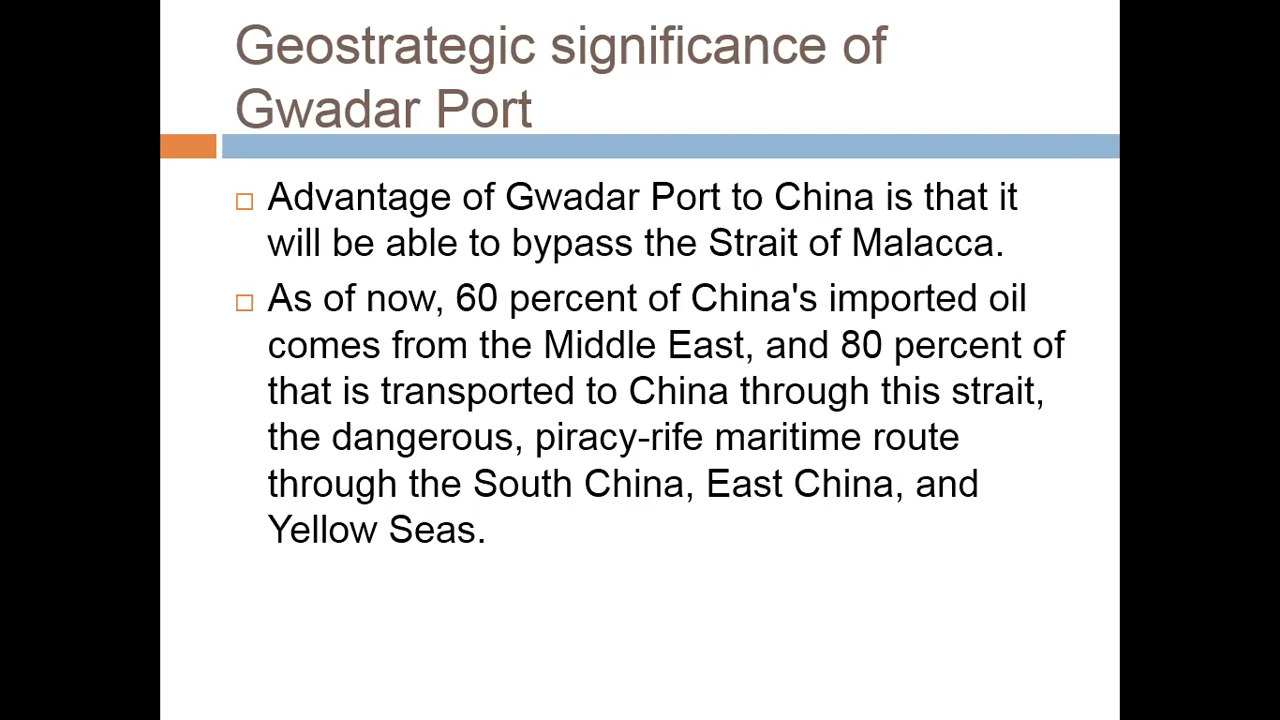 Geostrategic significance of
Gwadar Port
Advantage of Gwadar Port to China is that it
will be able to bypass the Strait of Malacca.
As of now, 60 percent of China's imported oil
comes from the Middle East, and 80 percent of
that is transported to China through this strait,
the dangerous, piracy-rife maritime route
through the South China, East China, and
Yellow Seas.